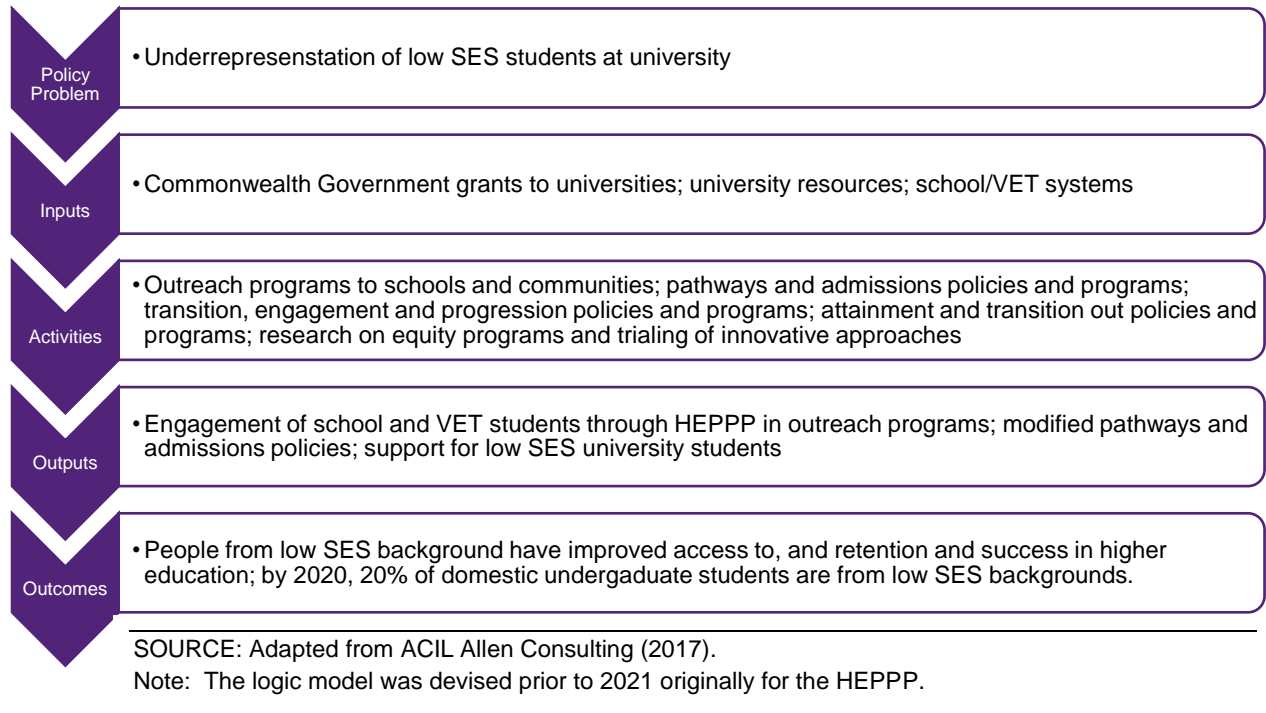 Policy
Problem
• Underrepresenstation of low SES students at university
Inputs
• Commonwealth Government grants to universities; university resources; school/VET systems
Activities
• Outreach programs to schools and communities; pathways and admissions policies and programs;
transition, engagement and progression policies and programs; attainment and transition out policies and
programs; research on equity programs and trialing of innovative approaches
Outputs
• Engagement of school and VET students through HEPPP in outreach programs; modified pathways and
admissions policies; support for low SES university students
Outcomes
• People from low SES background have improved access to, and retention and success in higher
education; by 2020, 20% of domestic undergaduate students are from low SES backgrounds.
SOURCE: Adapted from ACIL Allen Consulting (2017).
Note: The logic model was devised prior to 2021 originally for the HEPPP.